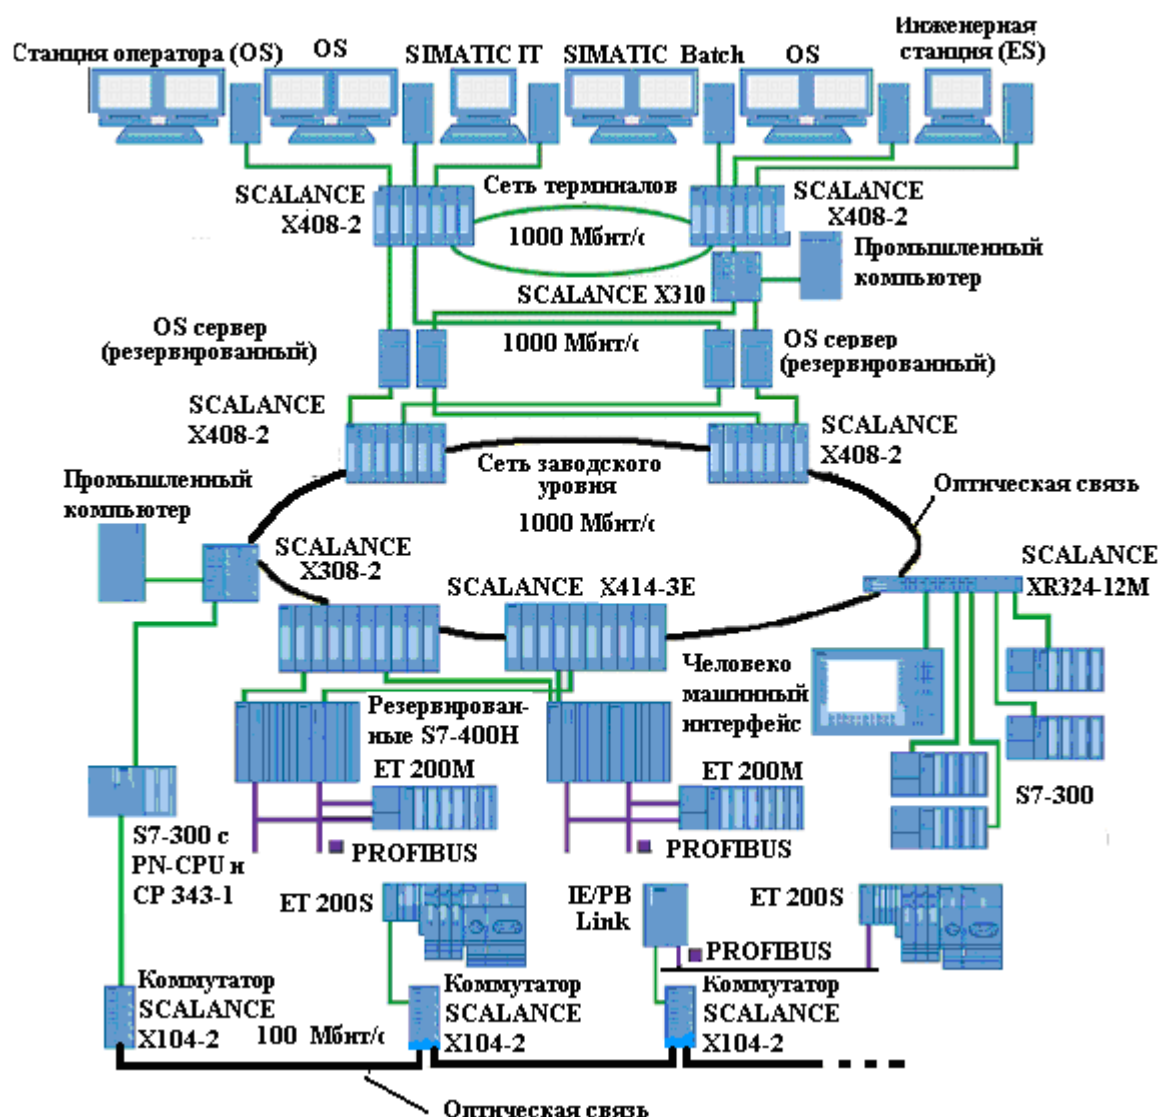 Станция оператора (OS)
OS
SIMATIC IT
SIMATIC Batch
OS
Инженерная
станция (ES)
SCALANCE
X408-2
Сеть терминалов
1000 Мбит/с
SCALANCE
X408-2
Промышленный
компьютер
SCALANCE X310
OS сервер
(резервированный)
1000 Мбит/с
OS сервер
(резервированный)
SCALANCE
X408-2
SCALANCE
X408-2
Сеть заводского
уровня
1000 Мбит/с
Оптическая связь
Промышленный
компьютер
SCALANCE
X308-2
SCALANCE X414-3E
SCALANCE
XR324-12M
Резервирован-
ные S7-400H
Человеко
машинный
интерфейс
ET 200M
ET 200M
S7-300
S7-300 с
PN-CPU и
CP 343-1
PROFIBUS
PROFIBUS
ET 200S
IE/PB
Link
ET 200S
PROFIBUS
Коммутатор
SCALANCE
X104-2
100 Мбит/с
Коммутатор
SCALANCE
X104-2
Коммутатор
SCALANCE
X104-2
Оптическая связь